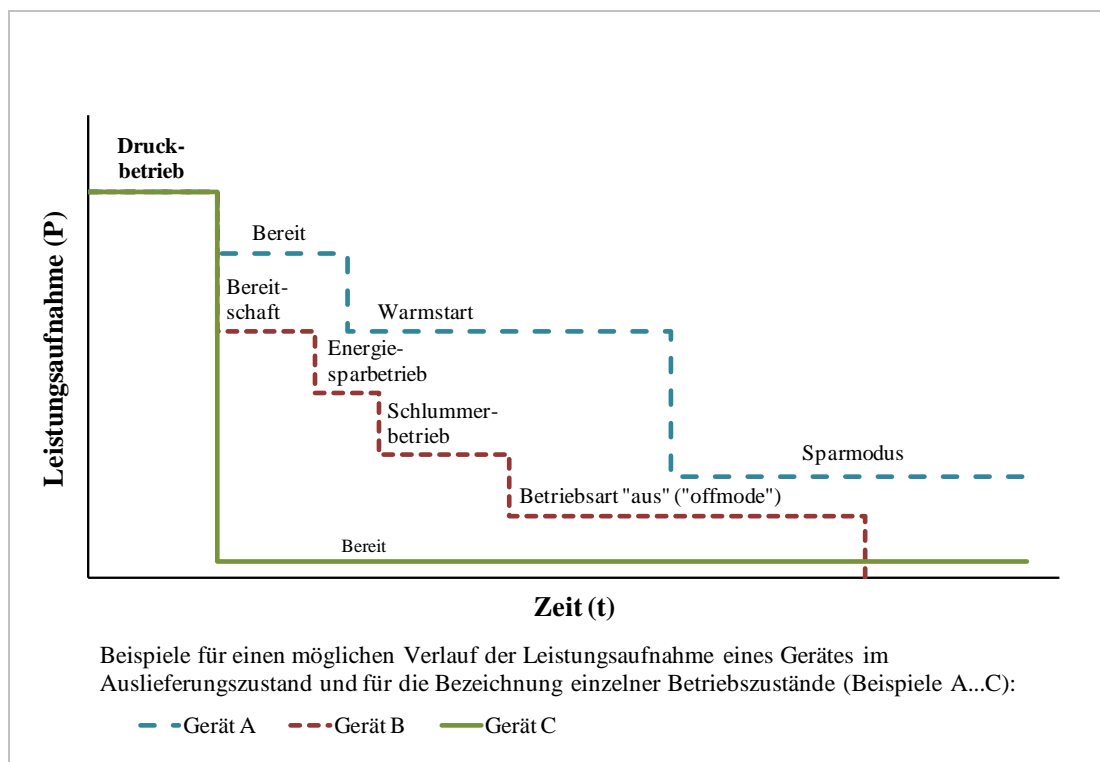 Druck-
betrieb
Bereit
Bereit-
schaft
Warmstart
Energie-
sparbetrieb
Schlummer-
betrieb
Sparmodus
Betriebsart "aus" ("offmode")
Bereit
Leistungsaufnahme (P)
Zeit (t)
Beispiele für einen möglichen Verlauf der Leistungsaufnahme eines Gerätes im
Auslieferungszustand und für die Bezeichnung einzelner Betriebszustände (Beispiele A...C):
Gerät A Gerät B Gerät C